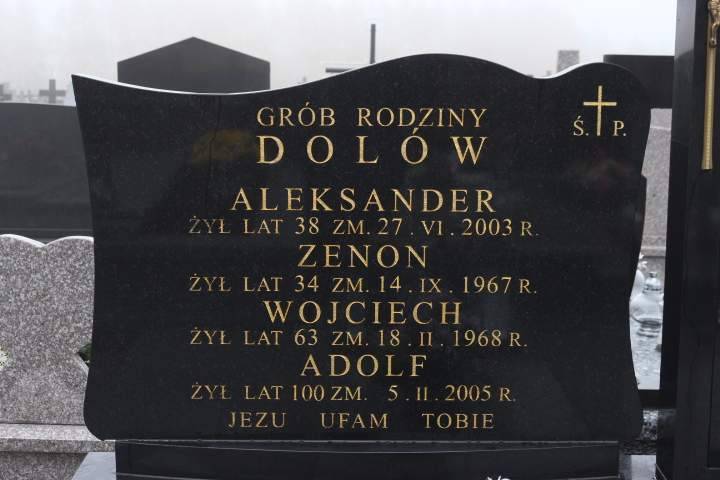 GRÓB RODZINY
Ś. P.
DOLÓW
ALEKSANDER
ŻYŁ LAT 38 ZM. 27. VI. 2003 R.
ZENON
ŻYŁ LAT 34 ZM. 14. IX. 1967 R.
WOJCIECH
ŻYŁ LAT 63 ZM. 18. II. 1968 R.
ADOLF
ŻYŁ LAT 100 ZM. 5. II. 2005 R.
JEZU UFAM TOBIE